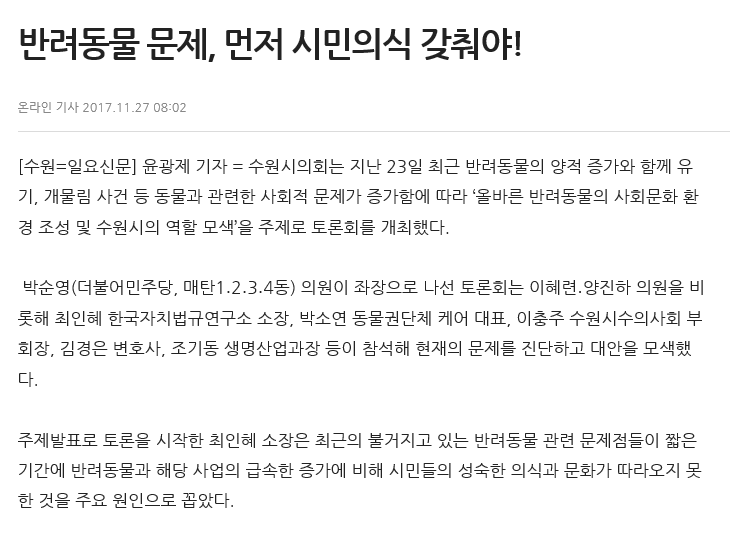 반려동물 문제, 먼저 시민의식 갖춰야!
온라인 기사 2017.11.27 08:02
[수원=일요신문] 윤광제 기자 = 수원시의회는 지난 23일 최근 반려동물의 양적 증가와 함께 유
기, 개물림 사건 등 동물과 관련한 사회적 문제가 증가함에 따라 ‘올바른 반려동물의 사회문화 환
경 조성 및 수원시의 역할 모색’을 주제로 토론회를 개최했다.
박순영(더불어민주당, 매탄1·2·3·4동) 의원이 좌장으로 나선 토론회는 이혜련·양진하 의원을 비
롯해 최인혜 한국자치법규연구소 소장, 박소연 동물권단체 케어 대표, 이충주 수원시수의사회 부
회장, 김경은 변호사, 조기동 생명산업과장 등이 참석해 현재의 문제를 진단하고 대안을 모색했
다.
주제발표로 토론을 시작한 최인혜 소장은 최근의 불거지고 있는 반려동물 관련 문제점들이 짧은
기간에 반려동물과 해당 사업의 급속한 증가에 비해 시민들의 성숙한 의식과 문화가 따라오지 못
한 것을 주요 원인으로 꼽았다.